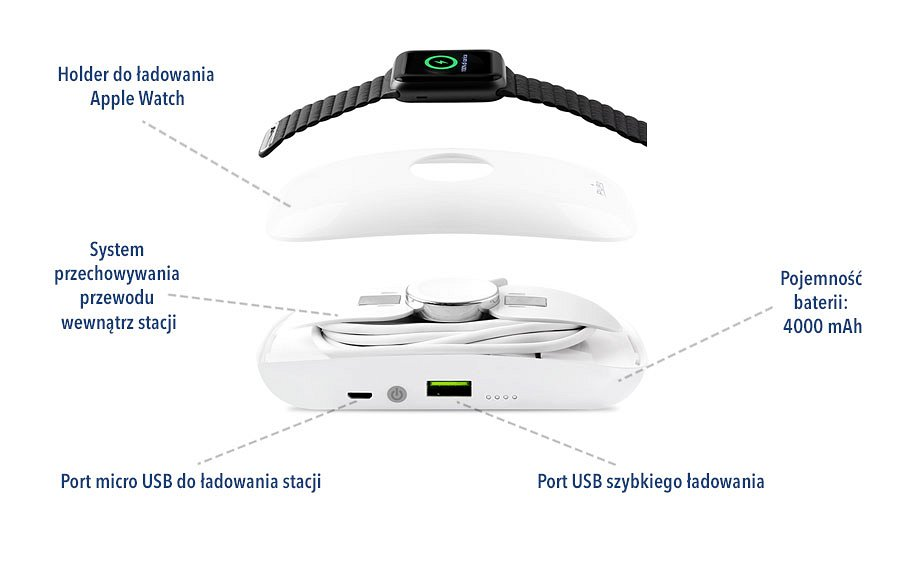 Holder do ładowania
Apple Watch
System
przechowywania
przewodu
wewnątrz stacji
Pojemność
baterii:
4000 mAh
Port micro USB do ładowania stacji
Port USB szybkiego ładowania